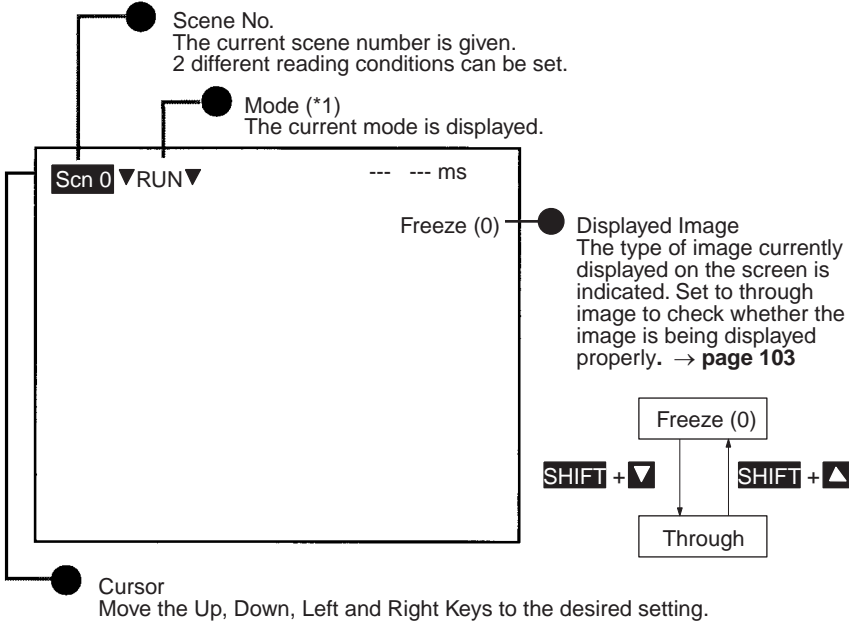 Scene No.
The current scene number is given.
2 different reading conditions can be set.
Mode (*1)
The current mode is displayed.
Scn 0 ▼RUN▼ --- --- ms
Freeze (0)
Displayed Image
The type of image currently
displayed on the screen is
indicated. Set to through
image to check whether the
image is being displayed
properly. → page 103
Freeze (0)
SHIFT + ▽ SHIFT + △
Through
Cursor
Move the Up, Down, Left and Right Keys to the desired setting.